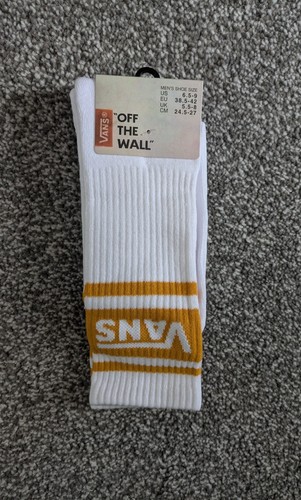 VANS®
"OFF
THE
WALL"
MEN'S SHOE SIZE
US 6.5-9
EU 38.5-42
UK 5.5-8
CM 24.5-27
VANS